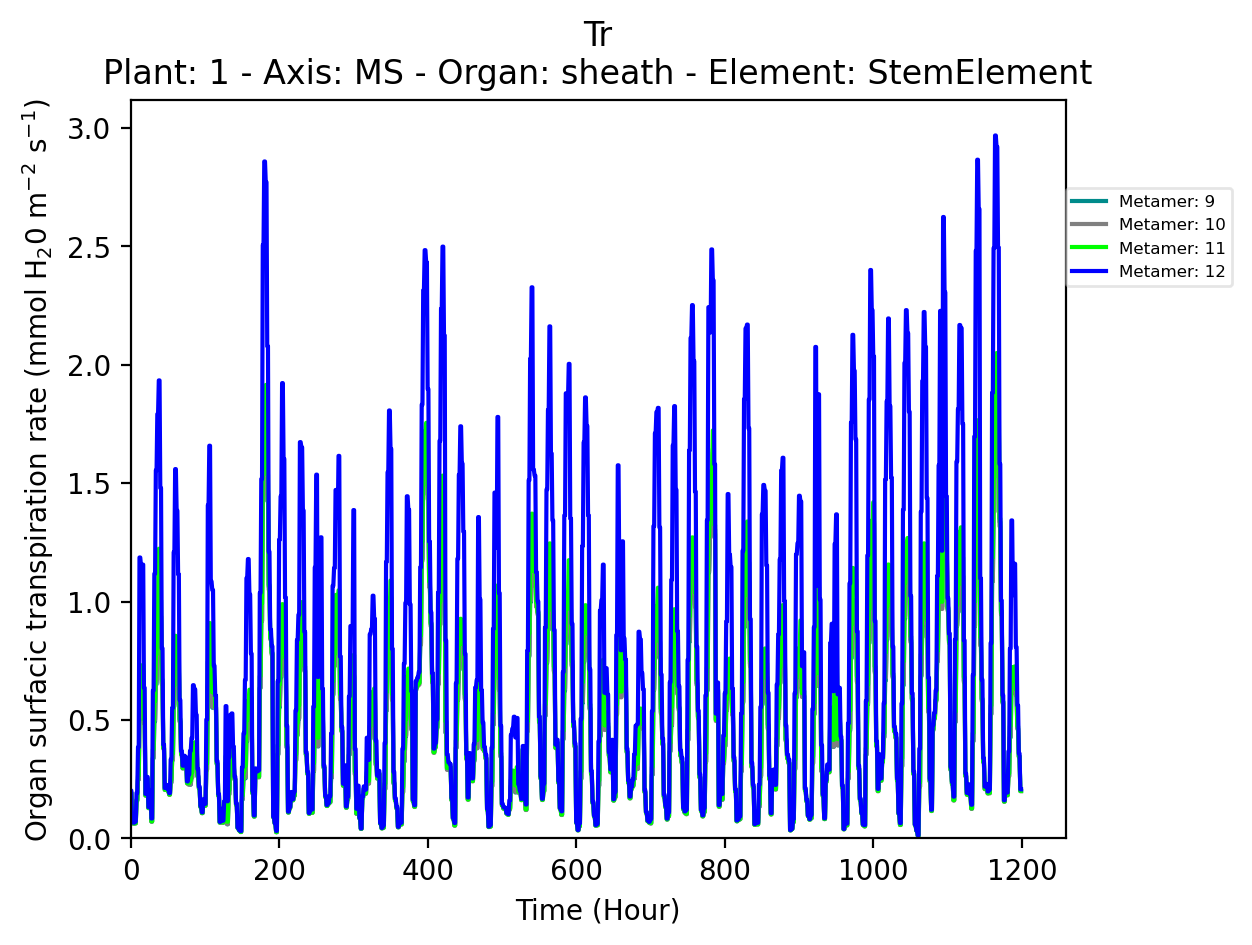 Tr
Plant: 1 - Axis: MS - Organ: sheath - Element: StemElement
Organ surfacic transpiration rate (mmol H₂0 m⁻² s⁻¹)
3.0
2.5
2.0
1.5
1.0
0.5
0.0
0 200 400 600 800 1000 1200
Time (Hour)
Metamer: 9
Metamer: 10
Metamer: 11
Metamer: 12